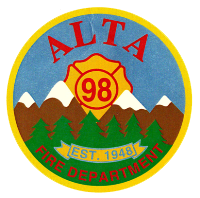 ALTA
98
EST. 1948
FIRE DEPARTMENT